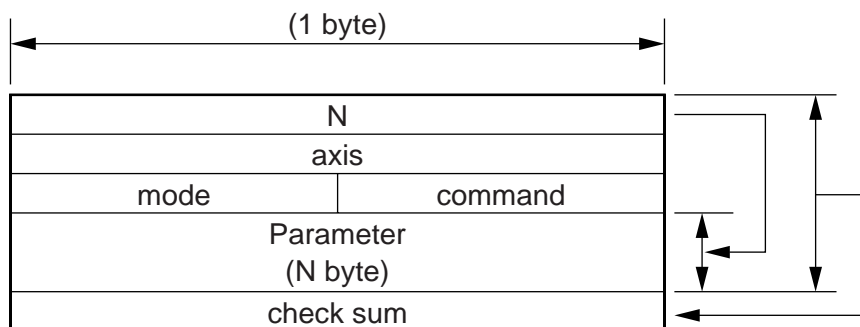 (1 byte)
N
axis
mode command
Parameter
(N byte)
check sum